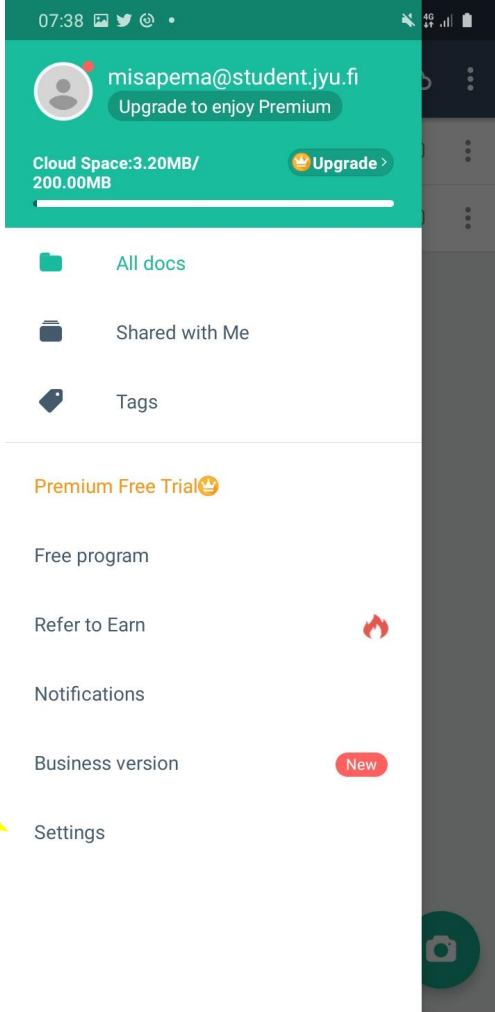 07:38
4G
misapema@student.jyu.fi
Upgrade to enjoy Premium
Cloud Space:3.20MB/
200.00MB
Upgrade >
All docs
Shared with Me
Tags
Premium Free Trial
Free program
Refer to Earn
Notifications
Business version
New
Settings